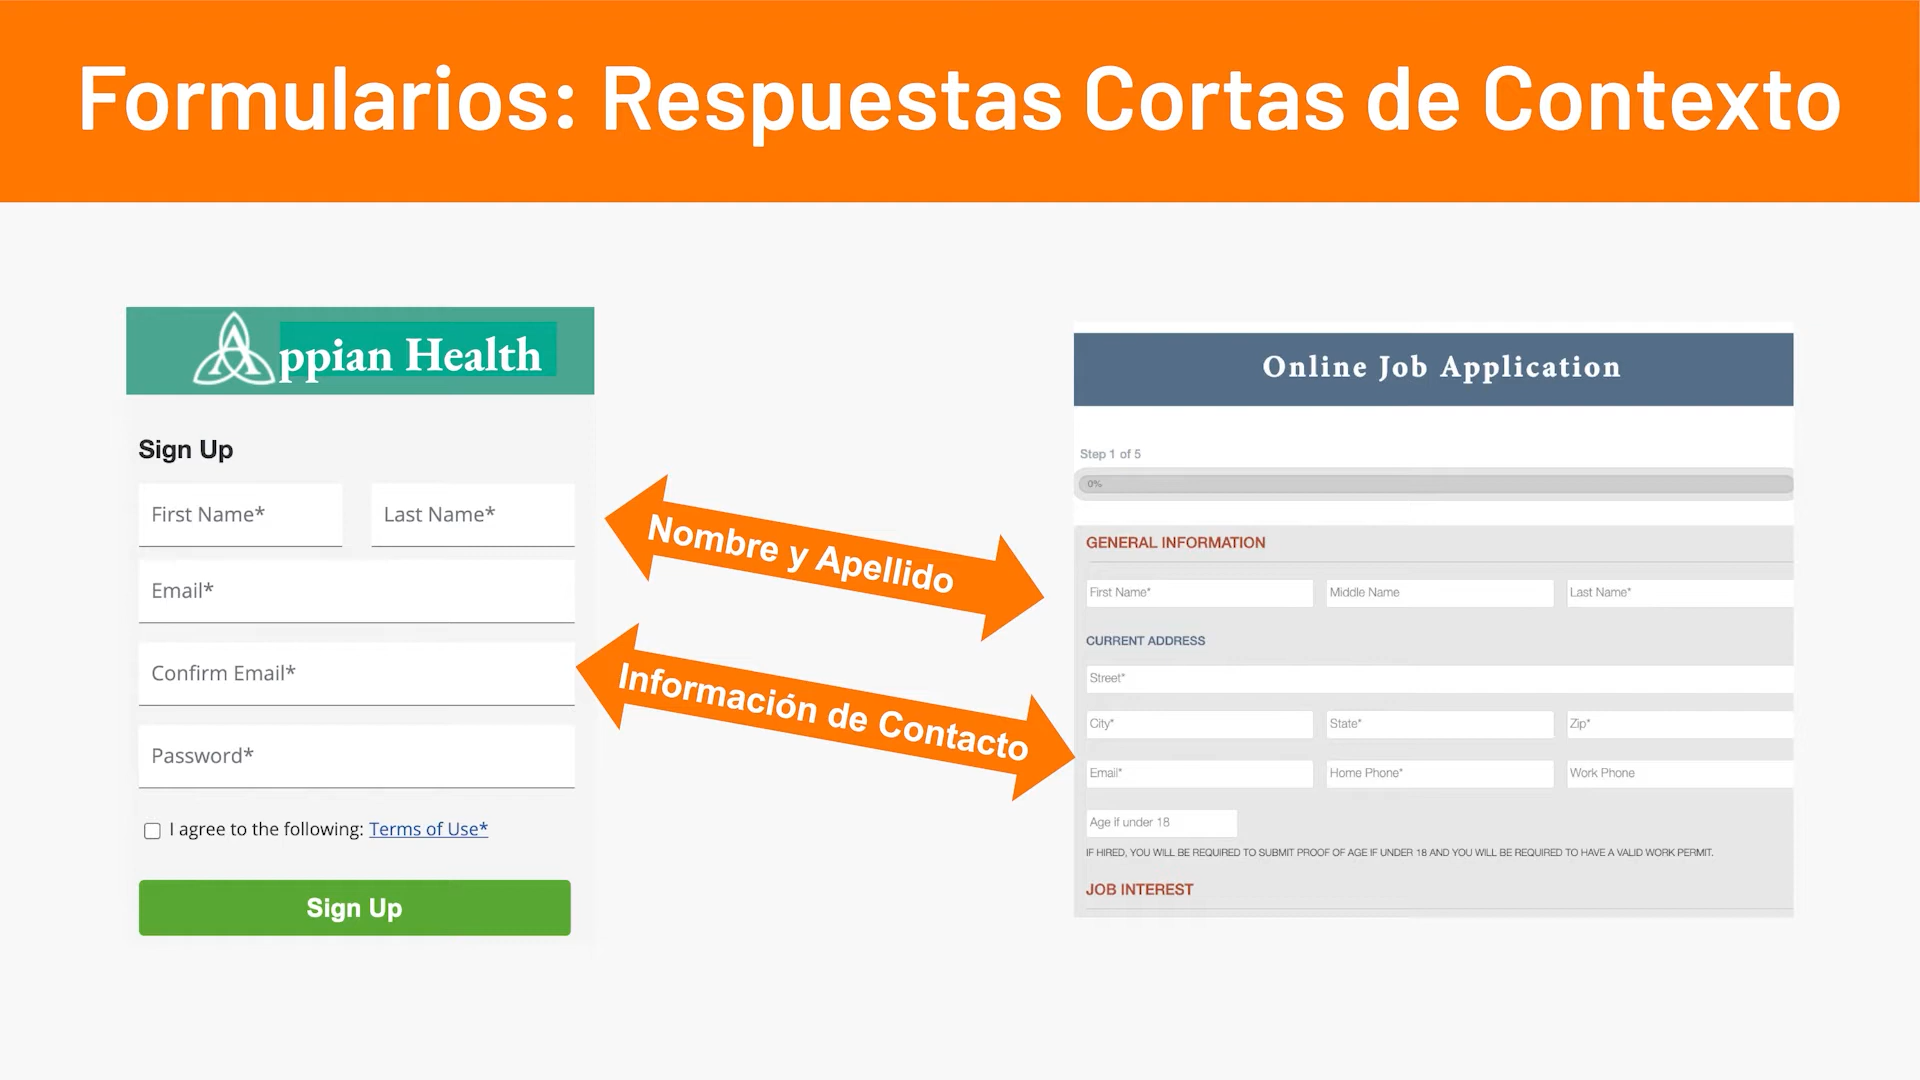 Formularios: Respuestas Cortas de Contexto
Appian Health
Sign Up
First Name*
Last Name*
Email*
Confirm Email*
Password*
I agree to the following: Terms of Use*
Sign Up
Nombre y Apellido
Información de Contacto
Online Job Application
Step 1 of 5
0%
GENERAL INFORMATION
First Name*
Middle Name
Last Name*
CURRENT ADDRESS
Street*
City*
State*
Zip*
Email*
Home Phone*
Work Phone
Age if under 18
IF HIRED, YOU WILL BE REQUIRED TO SUBMIT PROOF OF AGE IF UNDER 18 AND YOU WILL BE REQUIRED TO HAVE A VALID WORK PERMIT.
JOB INTEREST